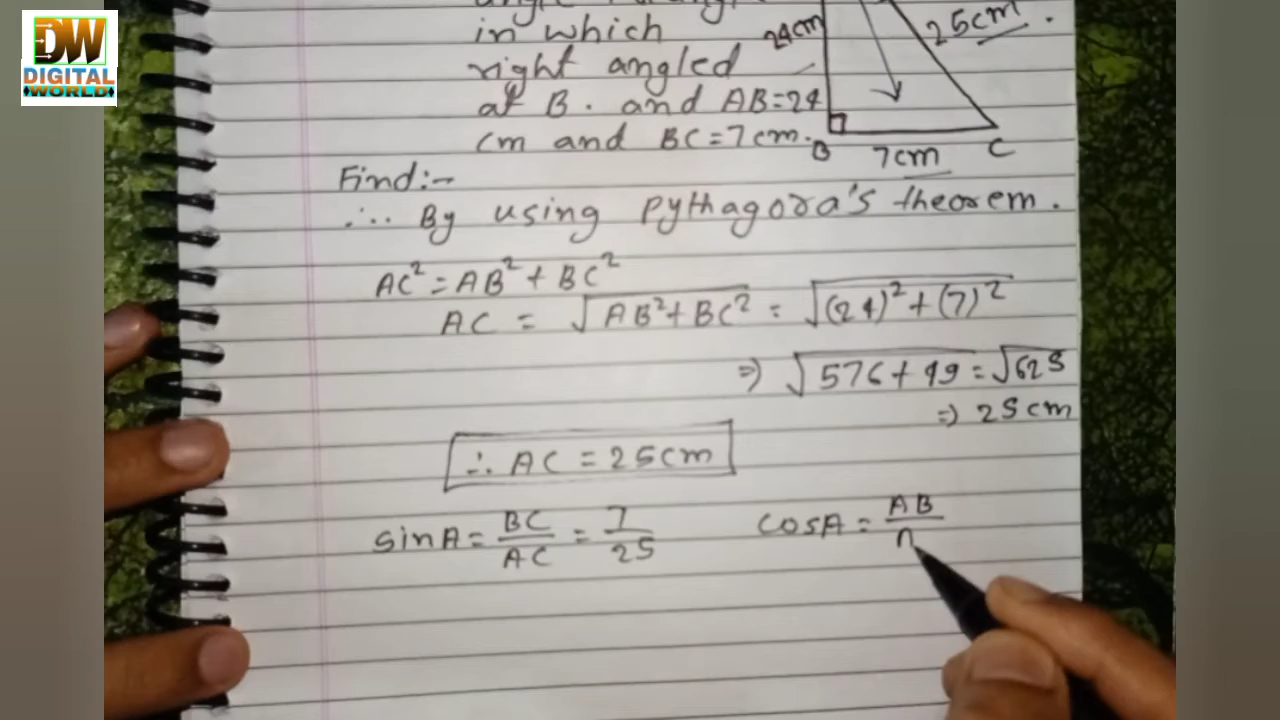 DW
DIGITAL
WORLD
in which
right angled
at B. and AB=24
cm and BC=7cm.
24cm
25cm.
B 7cm C
Find:-
∴ By using pythagora's theorem.
AC² = AB² + BC²
AC = √AB²+BC² = √(24)²+(7)²
⇒ √576+49 = √625
⇒ 25cm
∴ AC = 25cm
sinA = BC/AC = 7/25
cosA = AB/